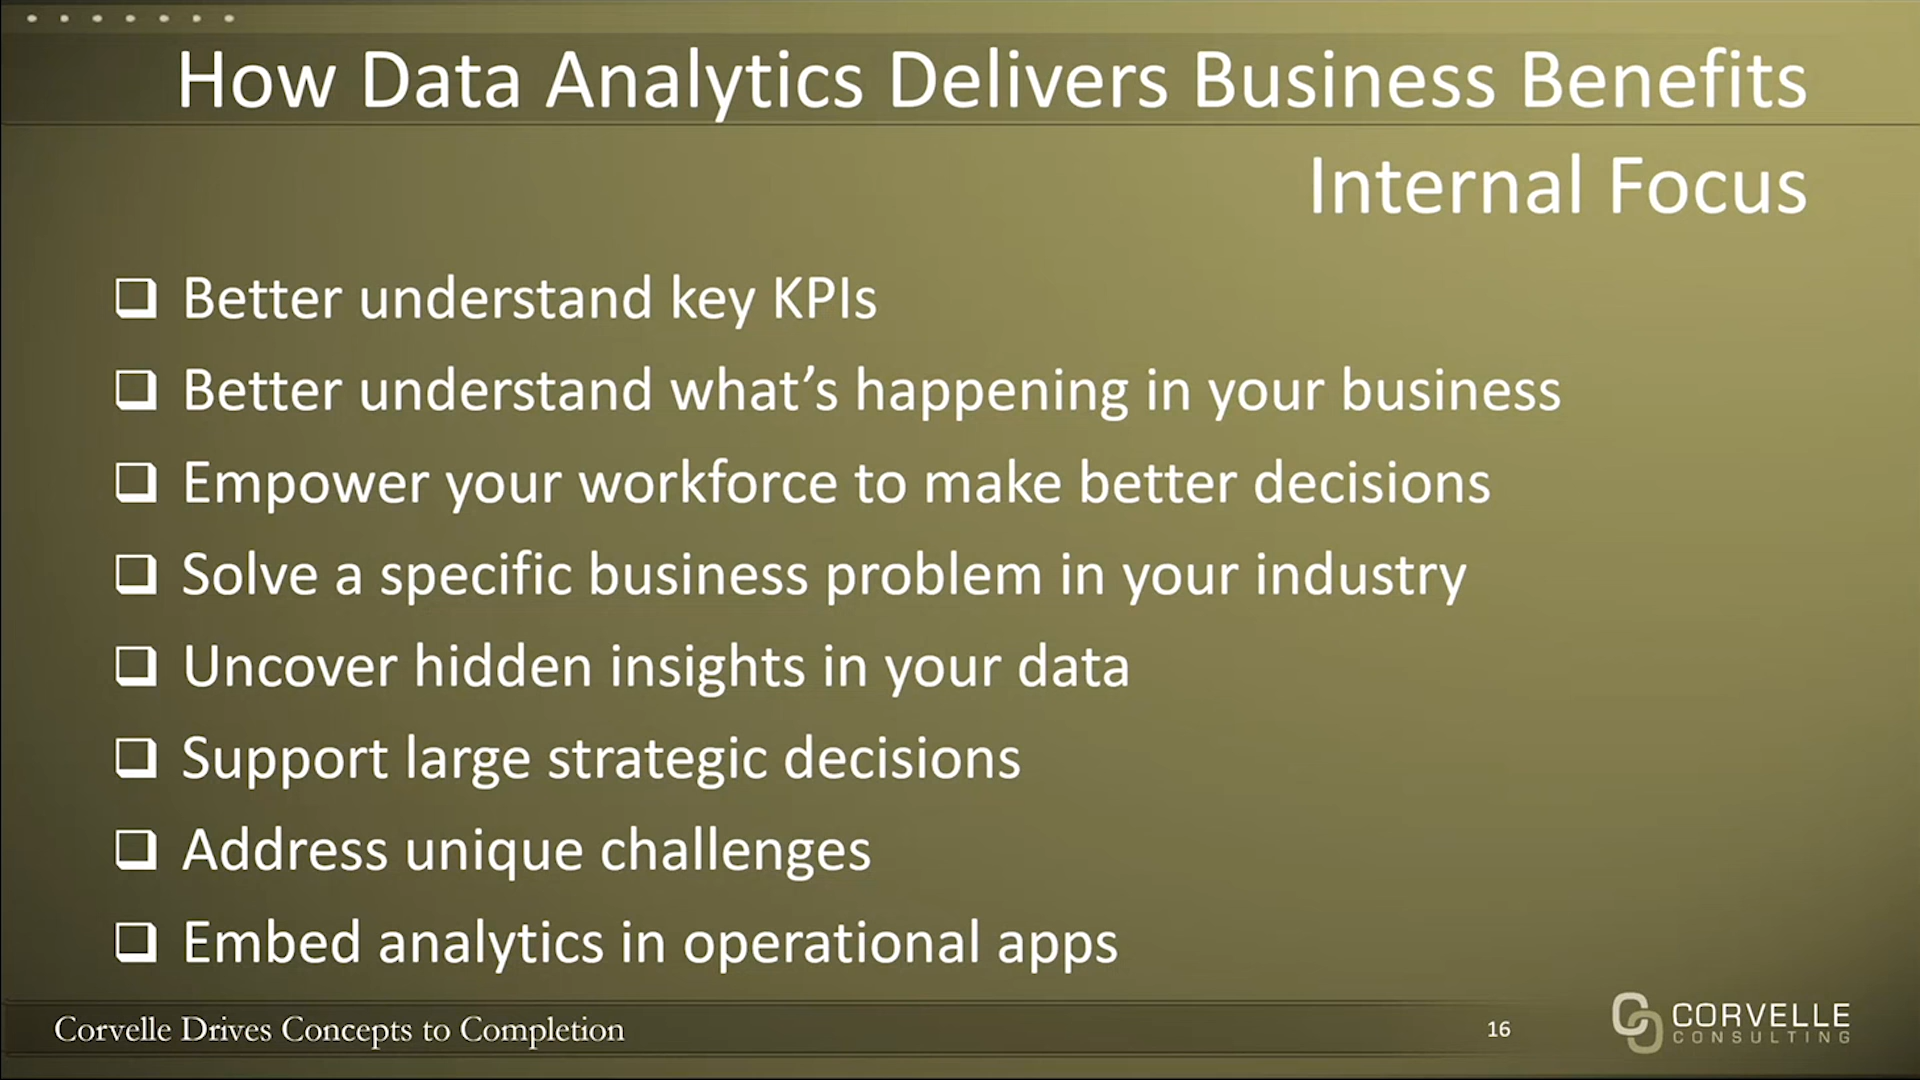 How Data Analytics Delivers Business Benefits
Internal Focus
Better understand key KPIs
Better understand what’s happening in your business
Empower your workforce to make better decisions
Solve a specific business problem in your industry
Uncover hidden insights in your data
Support large strategic decisions
Address unique challenges
Embed analytics in operational apps
Corvelle Drives Concepts to Completion
16
CORVELLE
CONSULTING